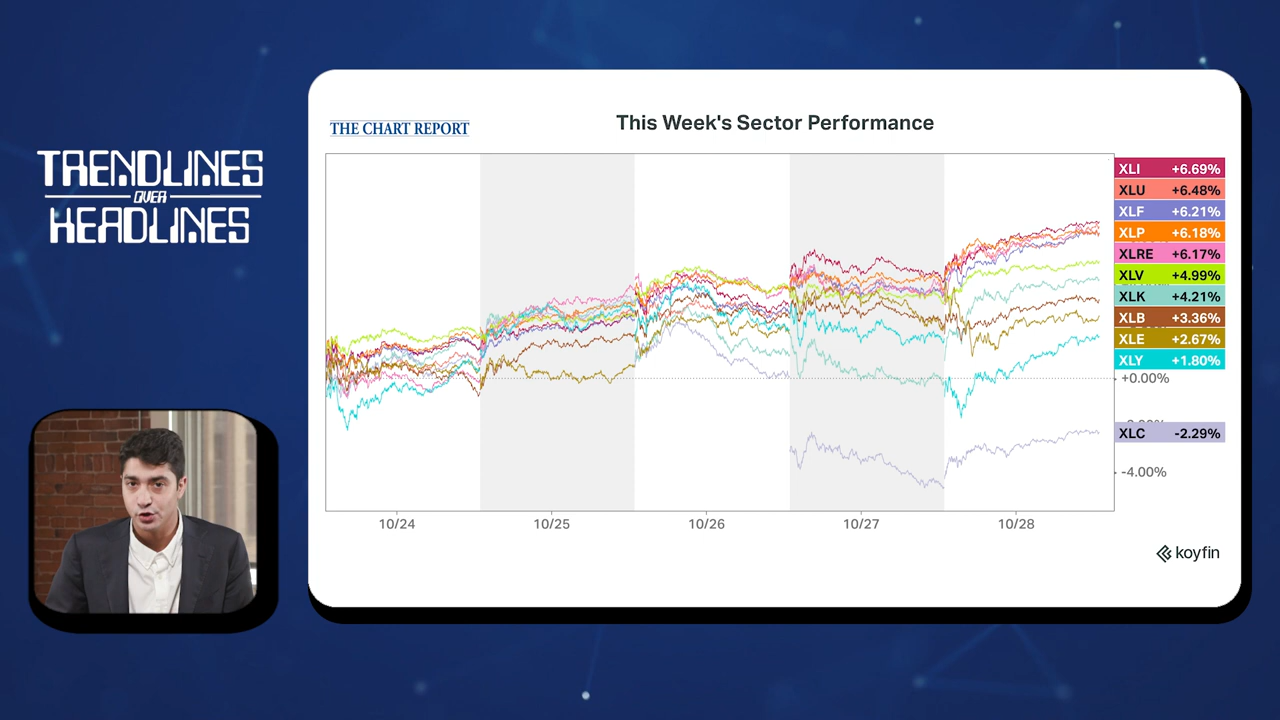 TRENDLINES
OVER
HEADLINES
THE CHART REPORT
This Week's Sector Performance
XLI +6.69%
XLU +6.48%
XLF +6.21%
XLP +6.18%
XLRE +6.17%
XLV +4.99%
XLK +4.21%
XLB +3.36%
XLE +2.67%
XLY +1.80%
+0.00%
XLC -2.29%
-4.00%
10/24 10/25 10/26 10/27 10/28
koyfin